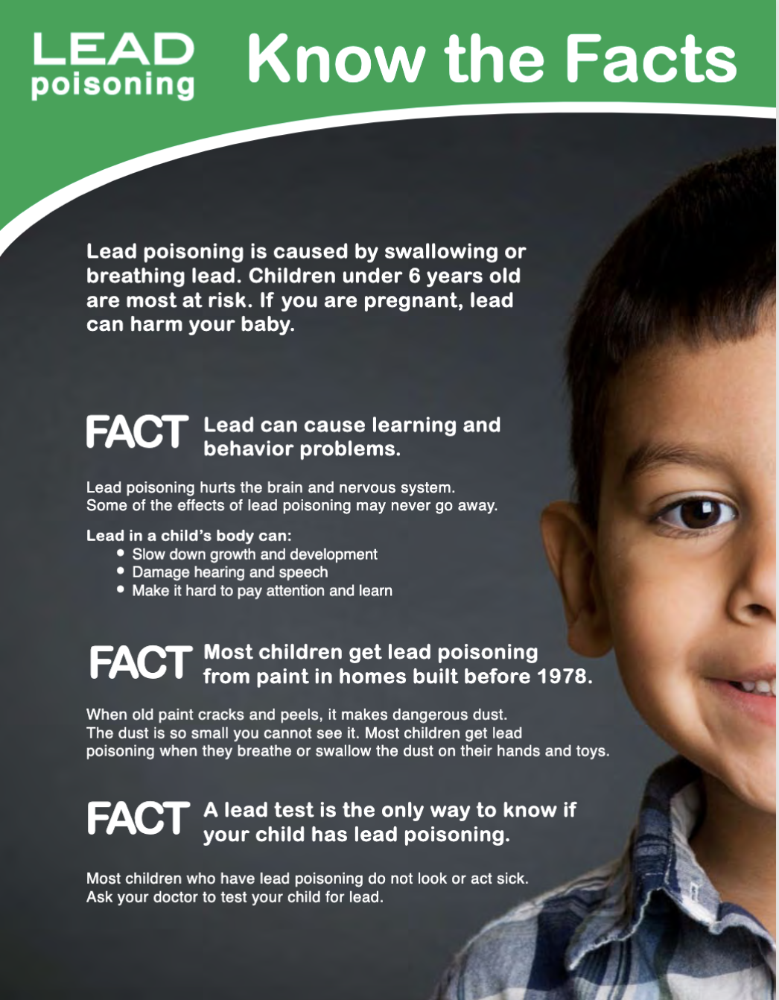 LEAD
poisoning
Know the Facts
Lead poisoning is caused by swallowing or
breathing lead. Children under 6 years old
are most at risk. If you are pregnant, lead
can harm your baby.
FACT
Lead can cause learning and
behavior problems.
Lead poisoning hurts the brain and nervous system.
Some of the effects of lead poisoning may never go away.
Lead in a child's body can:
• Slow down growth and development
• Damage hearing and speech
• Make it hard to pay attention and learn
FACT
Most children get lead poisoning
from paint in homes built before 1978.
When old paint cracks and peels, it makes dangerous dust.
The dust is so small you cannot see it. Most children get lead
poisoning when they breathe or swallow the dust on their hands and toys.
FACT
A lead test is the only way to know if
your child has lead poisoning.
Most children who have lead poisoning do not look or act sick.
Ask your doctor to test your child for lead.